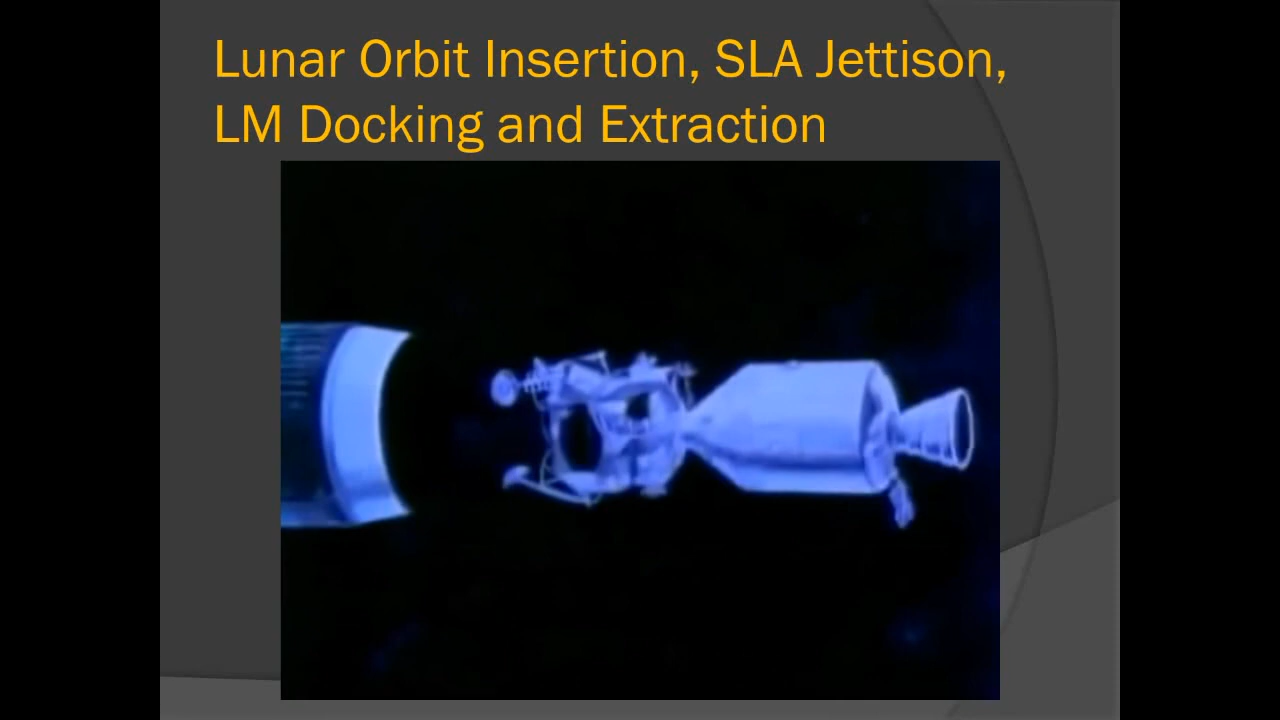 Lunar Orbit Insertion, SLA Jettison,
LM Docking and Extraction